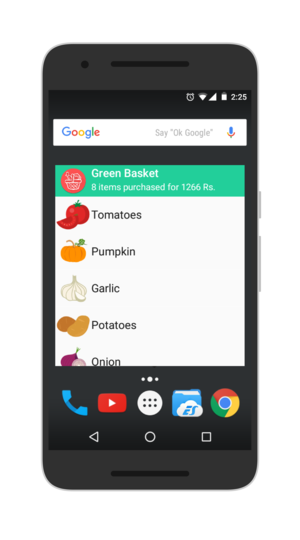 2:25
Google Say "Ok Google"
Green Basket
8 items purchased for 1266 Rs.
Tomatoes
Pumpkin
Garlic
Potatoes
Onion
ES